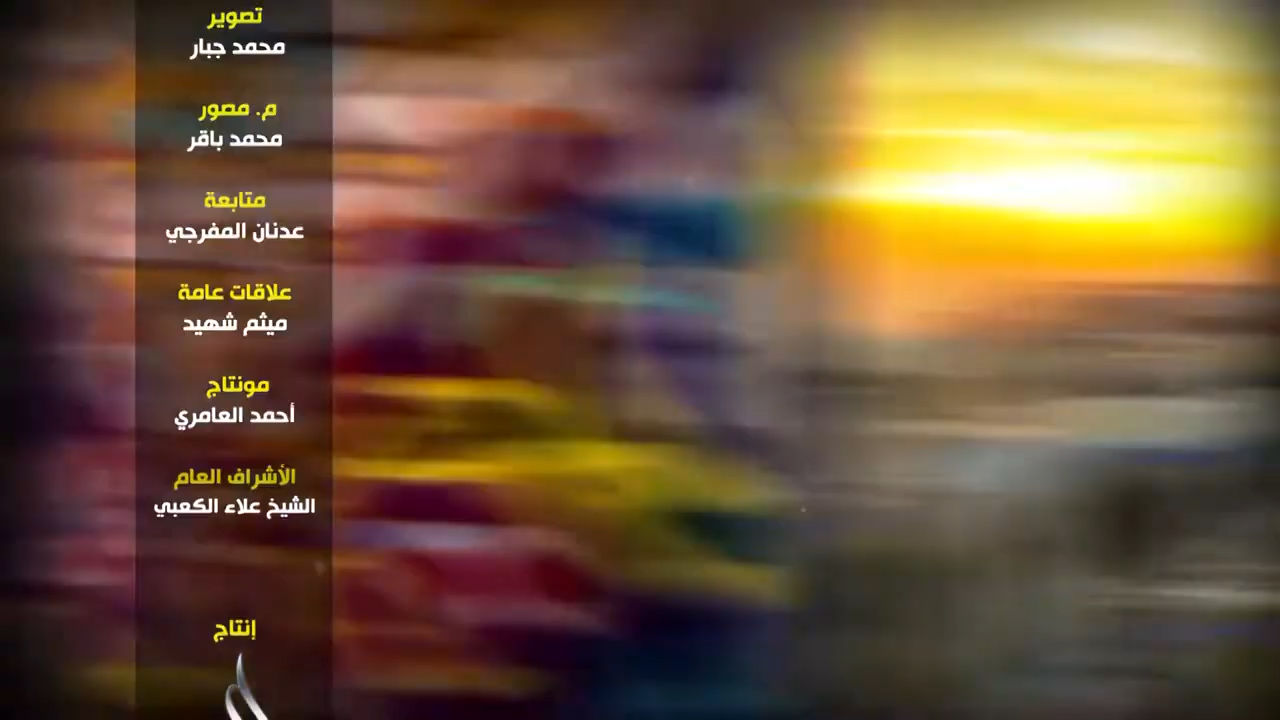 تصوير
محمد جبار
م. مصور
محمد باقر
متابعة
عدنان المفرجي
علاقات عامة
ميثم شهيد
مونتاج
أحمد العامري
الأشراف العام
الشيخ علاء الكعبي
إنتاج